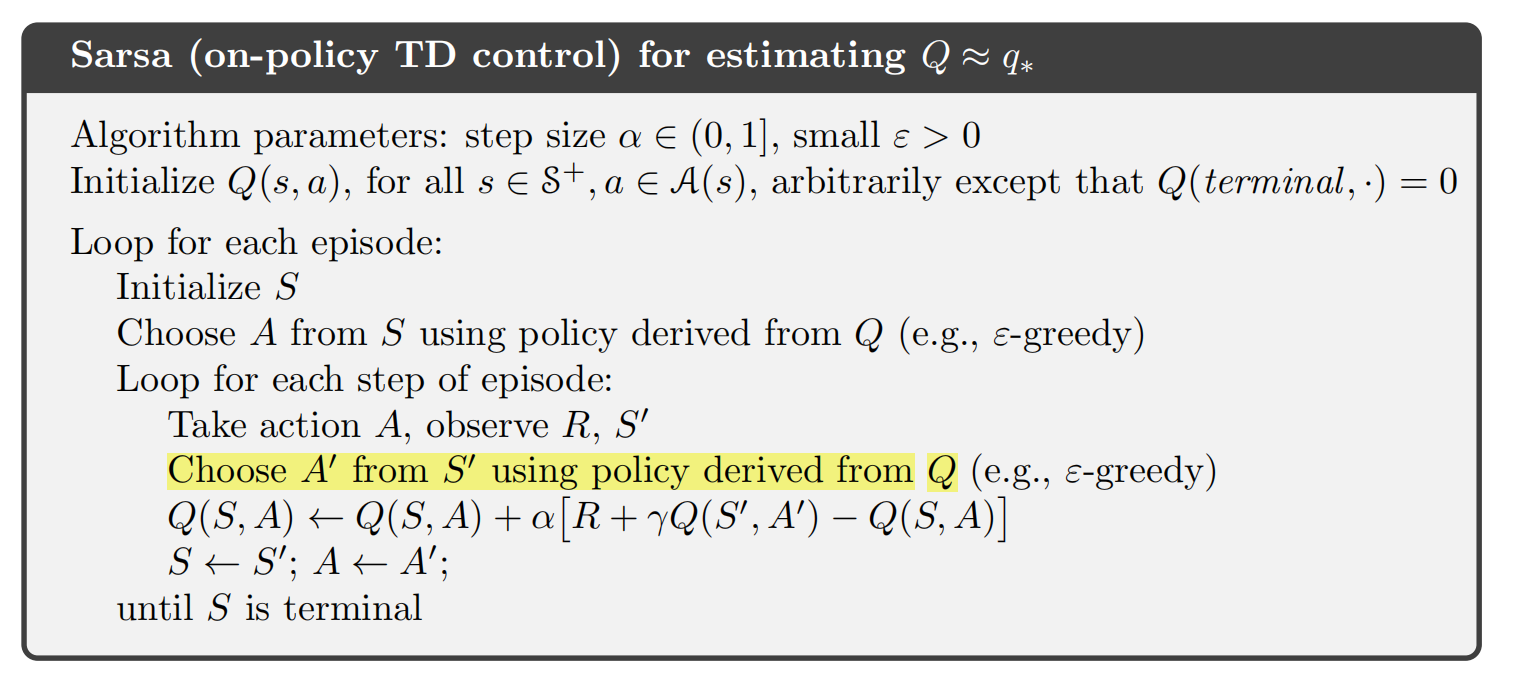 Sarsa (on-policy TD control) for estimating Q ≈ q∗
Algorithm parameters: step size α ∈ (0, 1], small ε > 0
Initialize Q(s, a), for all s ∈ 𝒮⁺, a ∈ 𝒜(s), arbitrarily except that Q(terminal, ·) = 0
Loop for each episode:
Initialize S
Choose A from S using policy derived from Q (e.g., ε-greedy)
Loop for each step of episode:
Take action A, observe R, S′
Choose A′ from S′ using policy derived from Q (e.g., ε-greedy)
Q(S, A) ← Q(S, A) + α[R + γQ(S′, A′) − Q(S, A)]
S ← S′; A ← A′;
until S is terminal